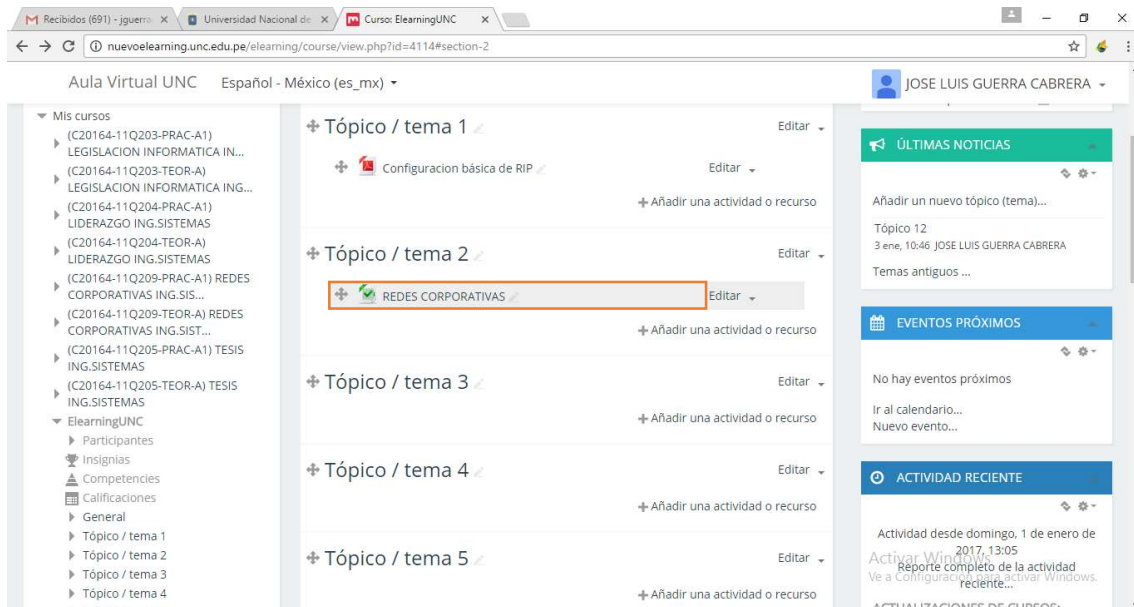 Recibidos (691) - jguerra
Universidad Nacional de
Curso: ElearningUNC
nuevoelearning.unc.edu.pe/elearning/course/view.php?id=4114#section-2
Aula Virtual UNC
Español - México (es_mx)
JOSE LUIS GUERRA CABRERA
Mis cursos
(C20164-11Q203-PRAC-A1)
LEGISLACION INFORMATICA IN...
(C20164-11Q203-TEOR-A)
LEGISLACION INFORMATICA ING...
(C20164-11Q204-PRAC-A1)
LIDERAZGO ING.SISTEMAS
(C20164-11Q204-TEOR-A)
LIDERAZGO ING.SISTEMAS
(C20164-11Q209-PRAC-A1) REDES
CORPORATIVAS ING.SIS...
(C20164-11Q209-TEOR-A) REDES
CORPORATIVAS ING.SIST...
(C20164-11Q205-PRAC-A1) TESIS
ING.SISTEMAS
(C20164-11Q205-TEOR-A) TESIS
ING.SISTEMAS
ElearningUNC
Participantes
Insignias
Competencies
Calificaciones
General
Tópico / tema 1
Tópico / tema 2
Tópico / tema 3
Tópico / tema 4
Tópico / tema 1
Editar
Configuracion básica de RIP
Editar
Añadir una actividad o recurso
Tópico / tema 2
Editar
REDES CORPORATIVAS
Editar
Añadir una actividad o recurso
Tópico / tema 3
Editar
Añadir una actividad o recurso
Tópico / tema 4
Editar
Añadir una actividad o recurso
Tópico / tema 5
Editar
Añadir una actividad o recurso
ÚLTIMAS NOTICIAS
Añadir un nuevo tópico (tema)...
Tópico 12
3 ene, 10:46 JOSE LUIS GUERRA CABRERA
Temas antiguos ...
EVENTOS PRÓXIMOS
No hay eventos próximos
Ir al calendario...
Nuevo evento...
ACTIVIDAD RECIENTE
Actividad desde domingo, 1 de enero de
2017, 13:05
Reporte completo de la actividad
reciente...
Activar Windows
Ve a Configuración para activar Windows.
ACTUALIZACIONES DE CURSOS: